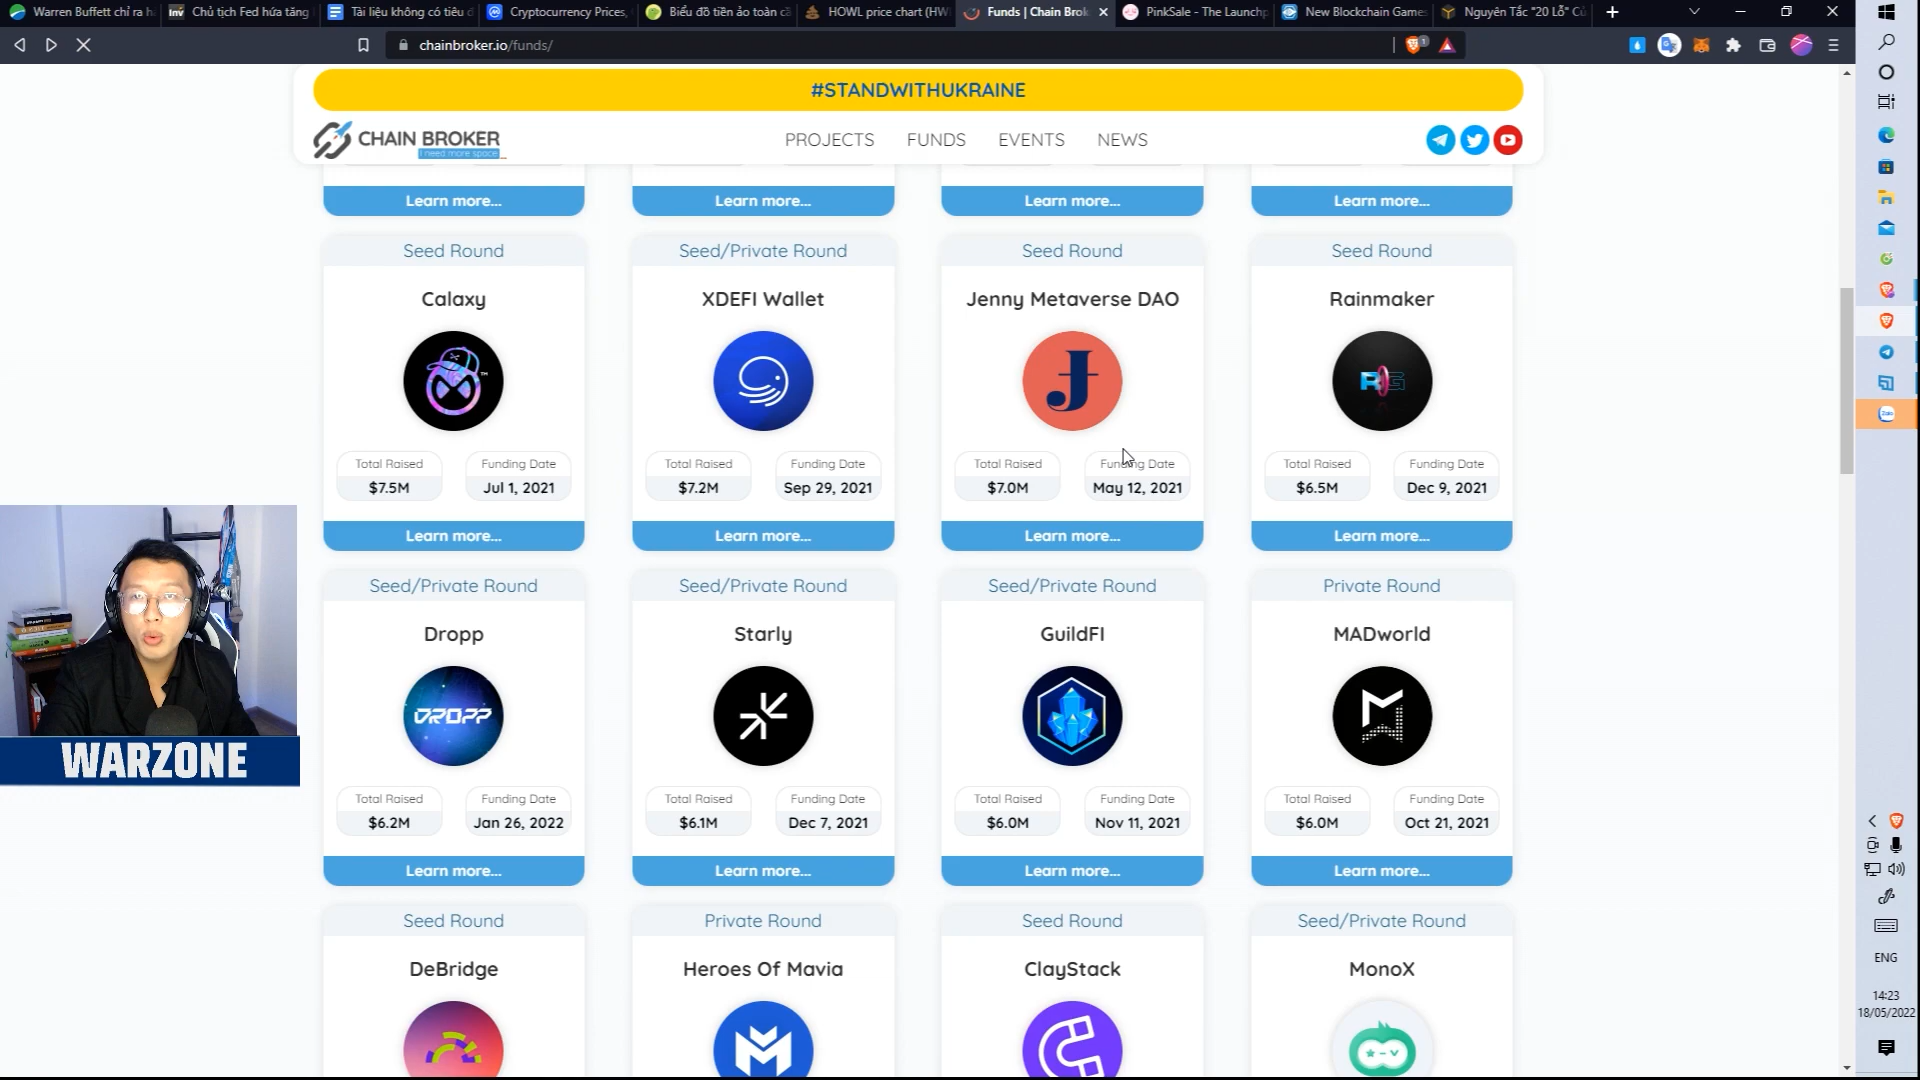 Warren Buffett chỉ ra h
Chủ tịch Fed hứa tăng
Tài liệu không có tiêu đ
Cryptocurrency Prices,
Biểu đồ tiền ảo toàn c
HOWL price chart (HW
Funds | Chain Brok
PinkSale - The Launchp
New Blockchain Games
Nguyên Tắc "20 Lỗ" C
chainbroker.io/funds/
#STANDWITHUKRAINE
CHAIN BROKER
I need more space_
PROJECTS FUNDS EVENTS NEWS
Learn more... Learn more... Learn more... Learn more...
Seed Round Seed/Private Round Seed Round Seed Round
Calaxy XDEFI Wallet Jenny Metaverse DAO Rainmaker
Total Raised Funding Date Total Raised Funding Date Total Raised Funding Date Total Raised Funding Date
$7.5M Jul 1, 2021 $7.2M Sep 29, 2021 $7.0M May 12, 2021 $6.5M Dec 9, 2021
Learn more... Learn more... Learn more... Learn more...
Seed/Private Round Seed/Private Round Seed/Private Round Private Round
Dropp Starly GuildFI MADworld
DROPP
Total Raised Funding Date Total Raised Funding Date Total Raised Funding Date Total Raised Funding Date
$6.2M Jan 26, 2022 $6.1M Dec 7, 2021 $6.0M Nov 11, 2021 $6.0M Oct 21, 2021
Learn more... Learn more... Learn more... Learn more...
Seed Round Private Round Seed Round Seed/Private Round
DeBridge Heroes Of Mavia ClayStack MonoX
WARZONE
ENG
14:23
18/05/2022